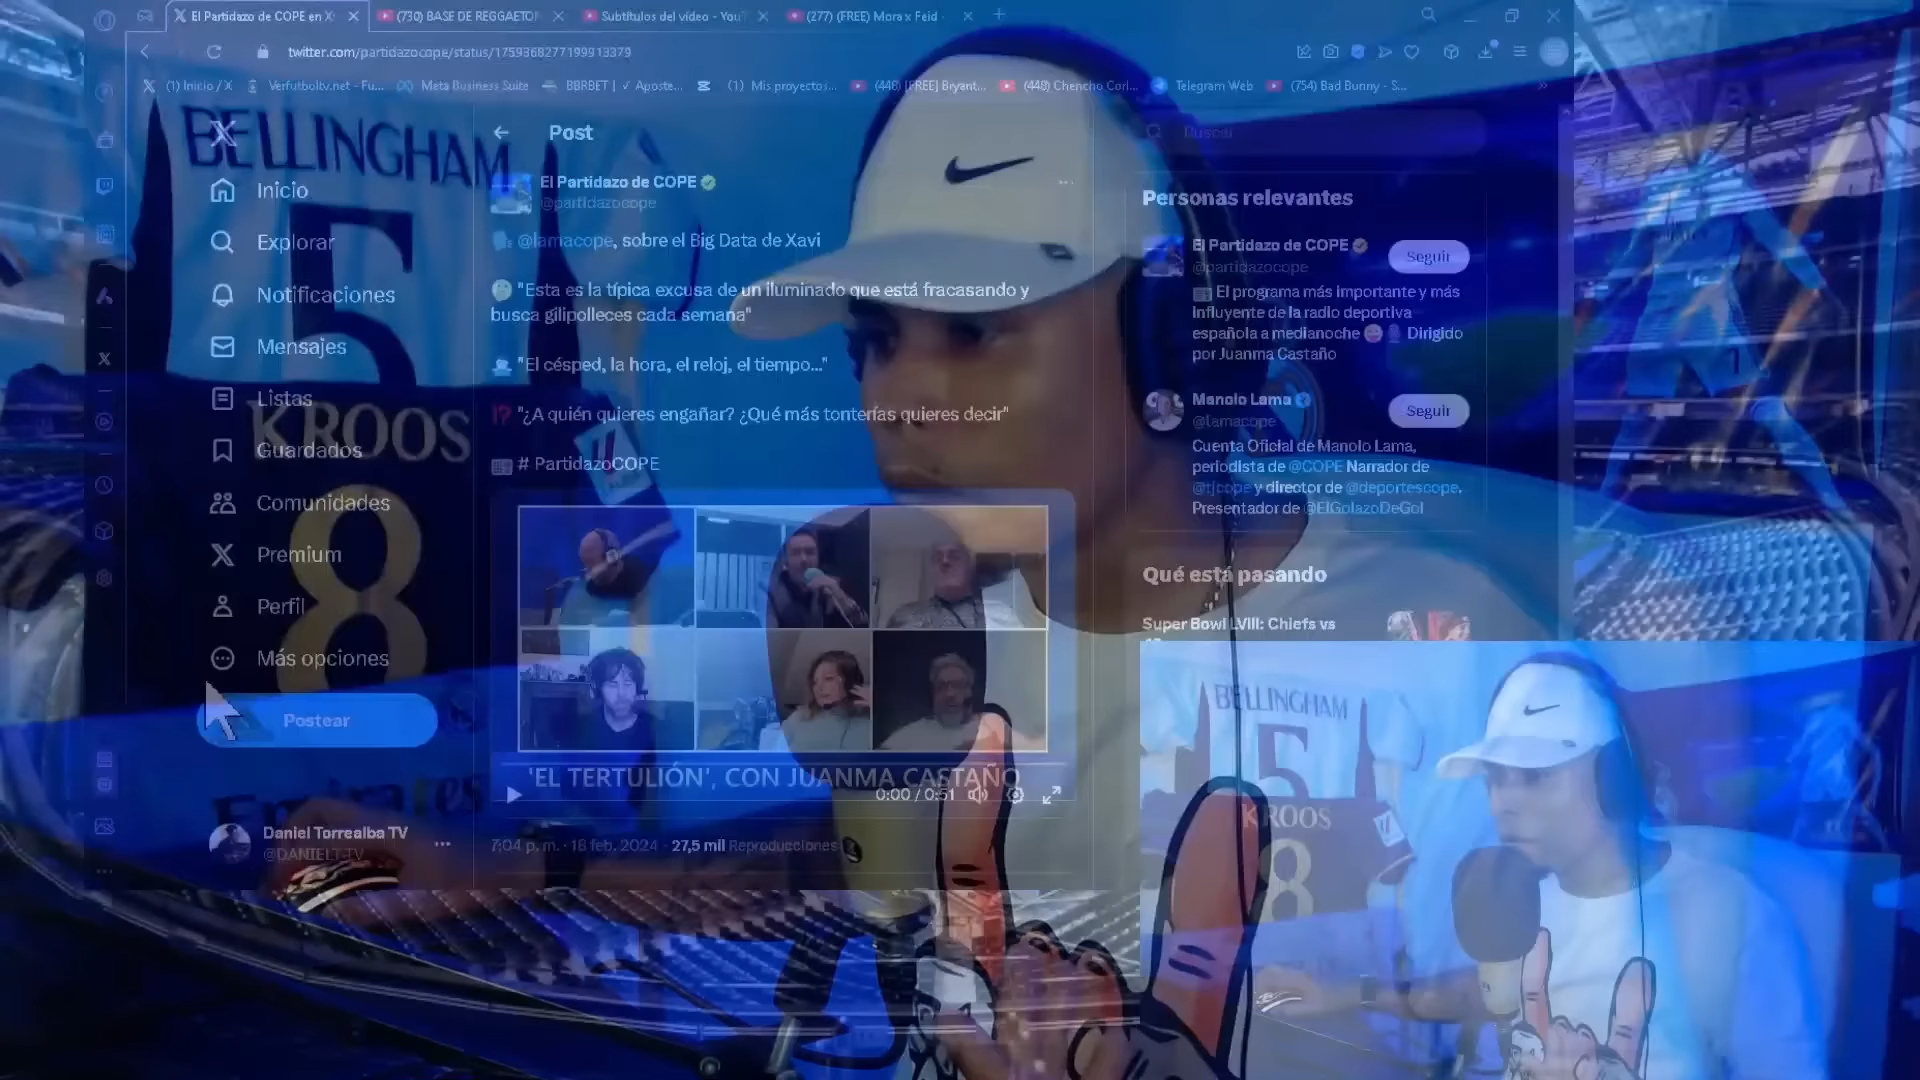 El Partidazo de COPE en X
(730) BASE DE REGGAETON
Subtítulos del vídeo - YouT
(277) (FREE) Mora x Feid -
twitter.com/partidazocope/status/1759368277199913379
(1) Inicio / X
Verfutboltv.net - Fu...
Meta Business Suite
BBRBET | ✓ Aposte...
(1) Mis proyectos...
(448) [FREE] Bryant...
(448) Chencho Corl...
Telegram Web
(754) Bad Bunny - S...
BELLINGHAM
5
KROOS
8
Inicio
Explorar
Notificaciones
Mensajes
Listas
Guardados
Comunidades
Premium
Perfil
Más opciones
Postear
Daniel Torrealba TV
@DANIELT-TV
Post
El Partidazo de COPE
@partidazocope
@lamacope, sobre el Big Data de Xavi
"Esta es la típica excusa de un iluminado que está fracasando y
busca gilipolleces cada semana"
"El césped, la hora, el reloj, el tiempo..."
⁉ "¿A quién quieres engañar? ¿Qué más tonterías quieres decir"
# PartidazoCOPE
'EL TERTULIÓN', CON JUANMA CASTAÑO
0:00 / 0:51
7:04 p. m. · 18 feb. 2024 · 27,5 mil Reproducciones
Buscar
Personas relevantes
El Partidazo de COPE
@partidazocope
Seguir
El programa más importante y más
influyente de la radio deportiva
española a medianoche Dirigido
por Juanma Castaño
Manolo Lama
@lamacope
Seguir
Cuenta Oficial de Manolo Lama,
periodista de @COPE Narrador de
@tjcope y director de @deportescope.
Presentador de @ElGolazoDeGol
Qué está pasando
Super Bowl LVIII: Chiefs vs
BELLINGHAM
5
KROOS
8